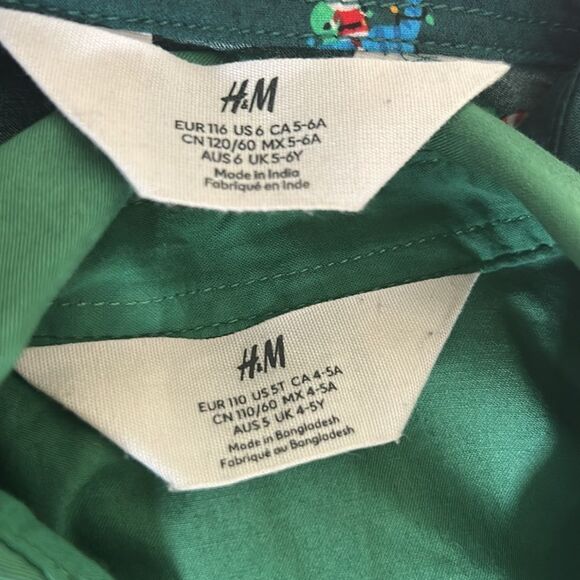 H&M
EUR 116 US 6 CA 5-6A
CN 120/60 MX 5-6A
AUS 6 UK 5-6Y
Made in India
Fabriqué en Inde
H&M
EUR 110 US 5T CA 4-5A
CN 110/60 MX 4-5A
AUS 5 UK 4-5Y
Made in Bangladesh
Fabriqué au Bangladesh